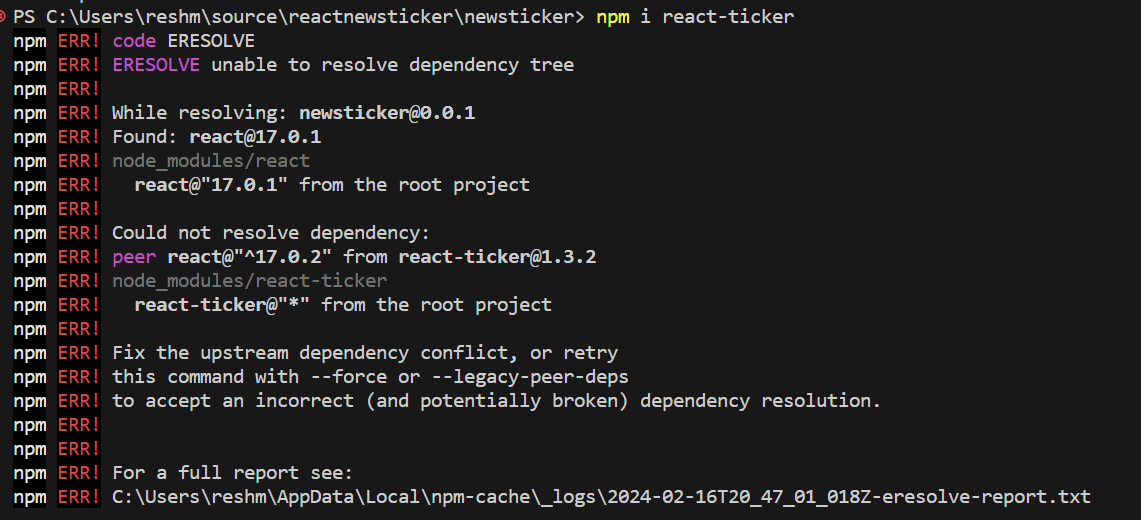 PS C:\Users\reshm\source\reactnewsticker\newsticker> npm i react-ticker
npm ERR! code ERESOLVE
npm ERR! ERESOLVE unable to resolve dependency tree
npm ERR!
npm ERR! While resolving: newsticker@0.0.1
npm ERR! Found: react@17.0.1
npm ERR! node_modules/react
npm ERR!   react@"17.0.1" from the root project
npm ERR!
npm ERR! Could not resolve dependency:
npm ERR! peer react@"^17.0.2" from react-ticker@1.3.2
npm ERR! node_modules/react-ticker
npm ERR!   react-ticker@"*" from the root project
npm ERR!
npm ERR! Fix the upstream dependency conflict, or retry
npm ERR! this command with --force or --legacy-peer-deps
npm ERR! to accept an incorrect (and potentially broken) dependency resolution.
npm ERR!
npm ERR!
npm ERR! For a full report see:
npm ERR! C:\Users\reshm\AppData\Local\npm-cache\_logs\2024-02-16T20_47_01_018Z-eresolve-report.txt